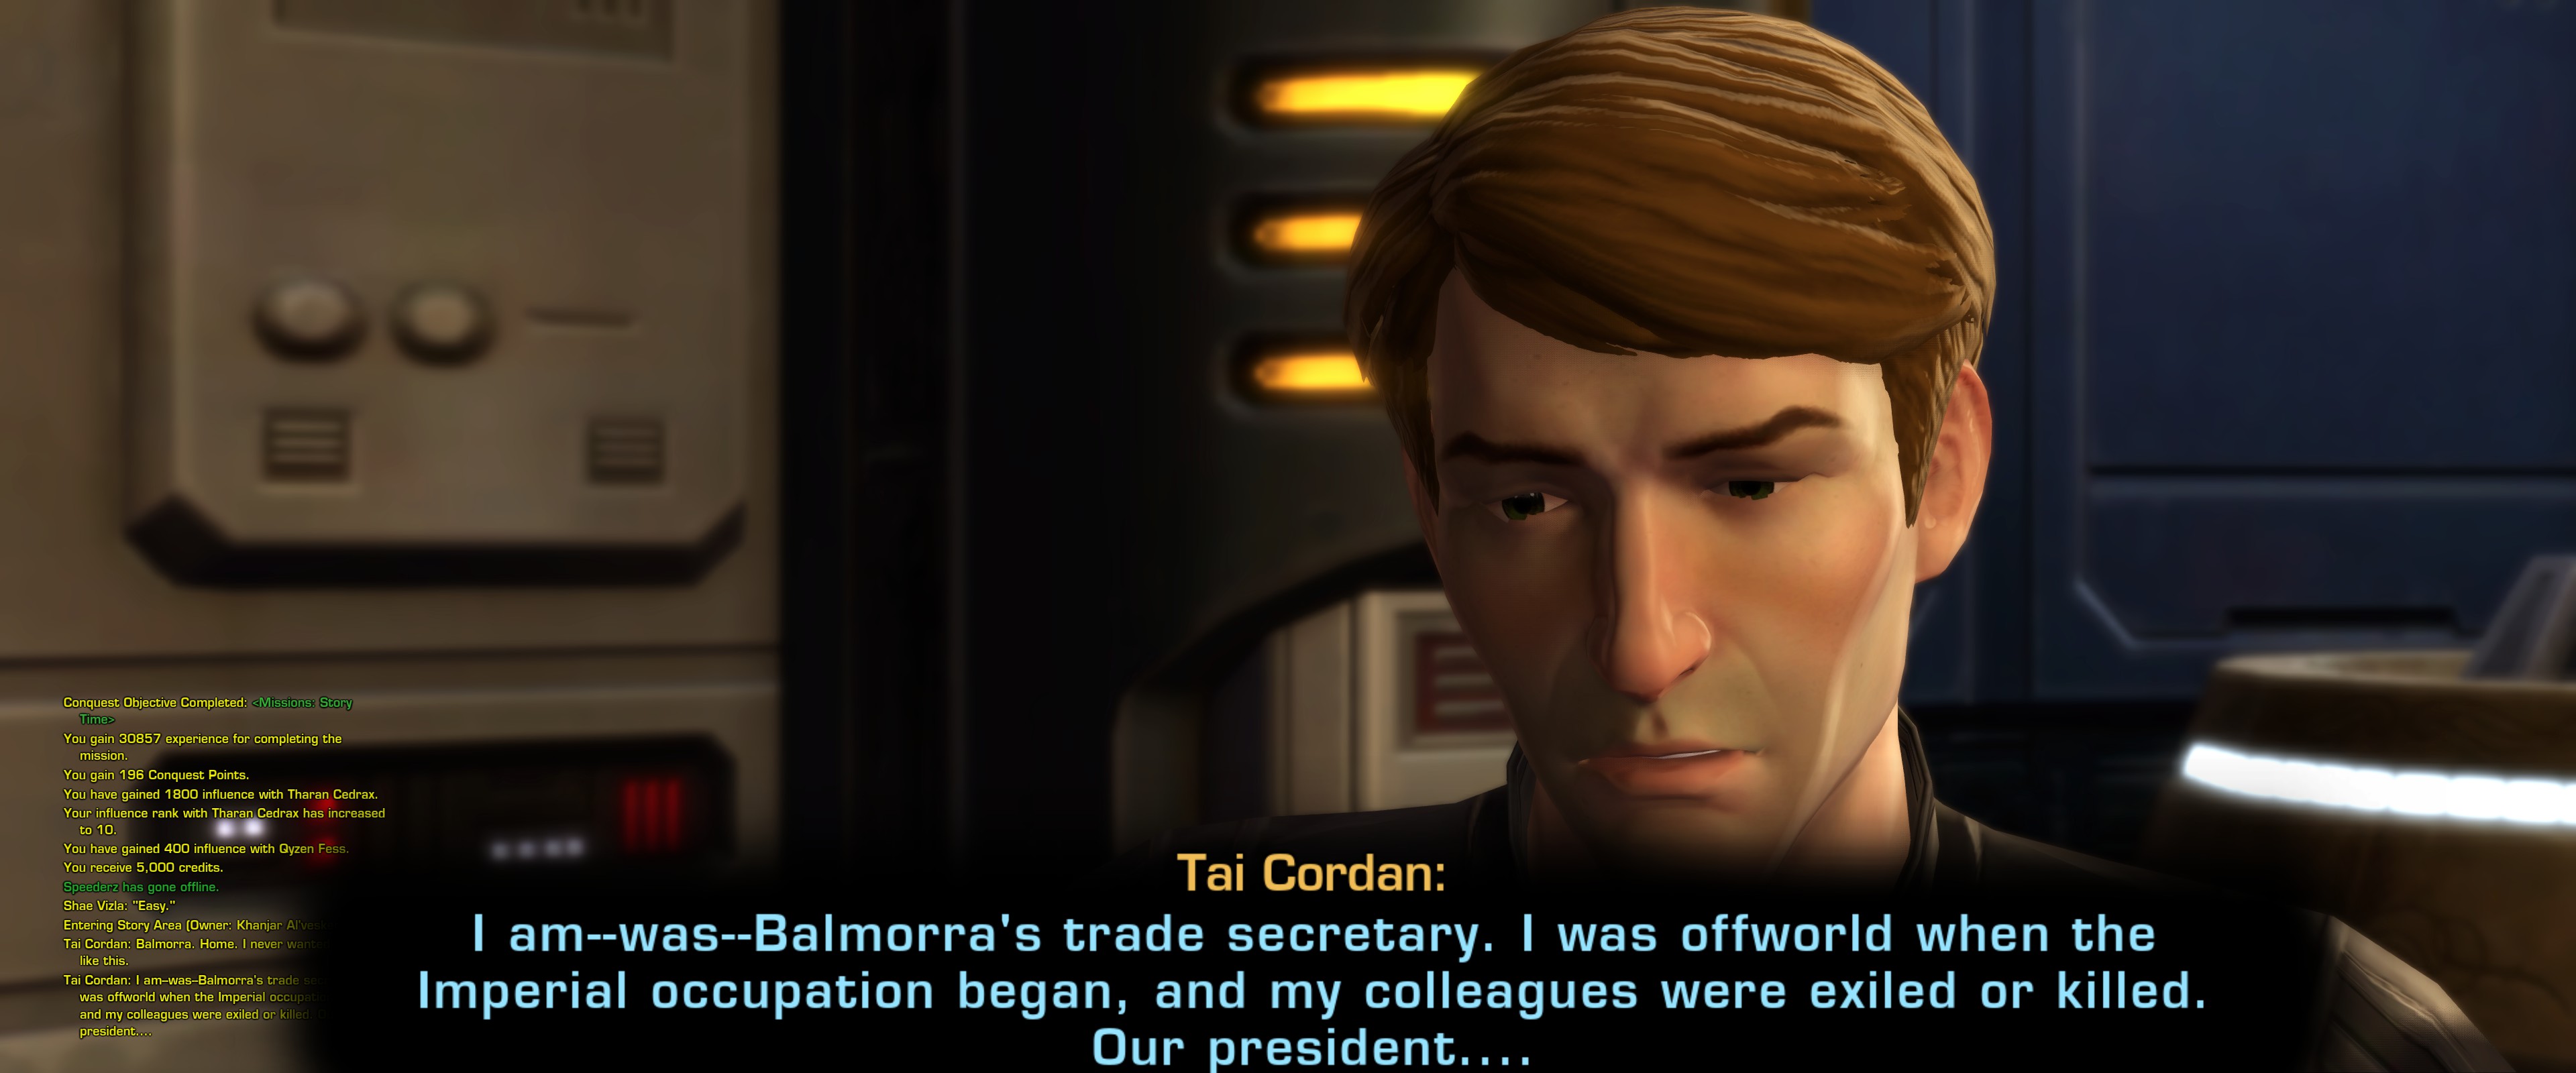 Conquest Objective Completed: <Missions: Story
Time>
You gain 30857 experience for completing the
mission.
You gain 196 Conquest Points.
You have gained 1800 influence with Tharan Cedrax.
Your influence rank with Tharan Cedrax has increased
to 10.
You have gained 400 influence with Qyzen Fess.
You receive 5,000 credits.
Speederz has gone offline.
Shae Vizla: "Easy."
Entering Story Area (Owner: Khanjar
Tai Cordan: Balmorra. Home. I never
like this.
Tai Cordan: I am--was--Balmorra's trade
was offworld when the Imperial
and my colleagues were exiled or killed.
president....
Tai Cordan:
I am--was--Balmorra's trade secretary. I was offworld when the
Imperial occupation began, and my colleagues were exiled or killed.
Our president....